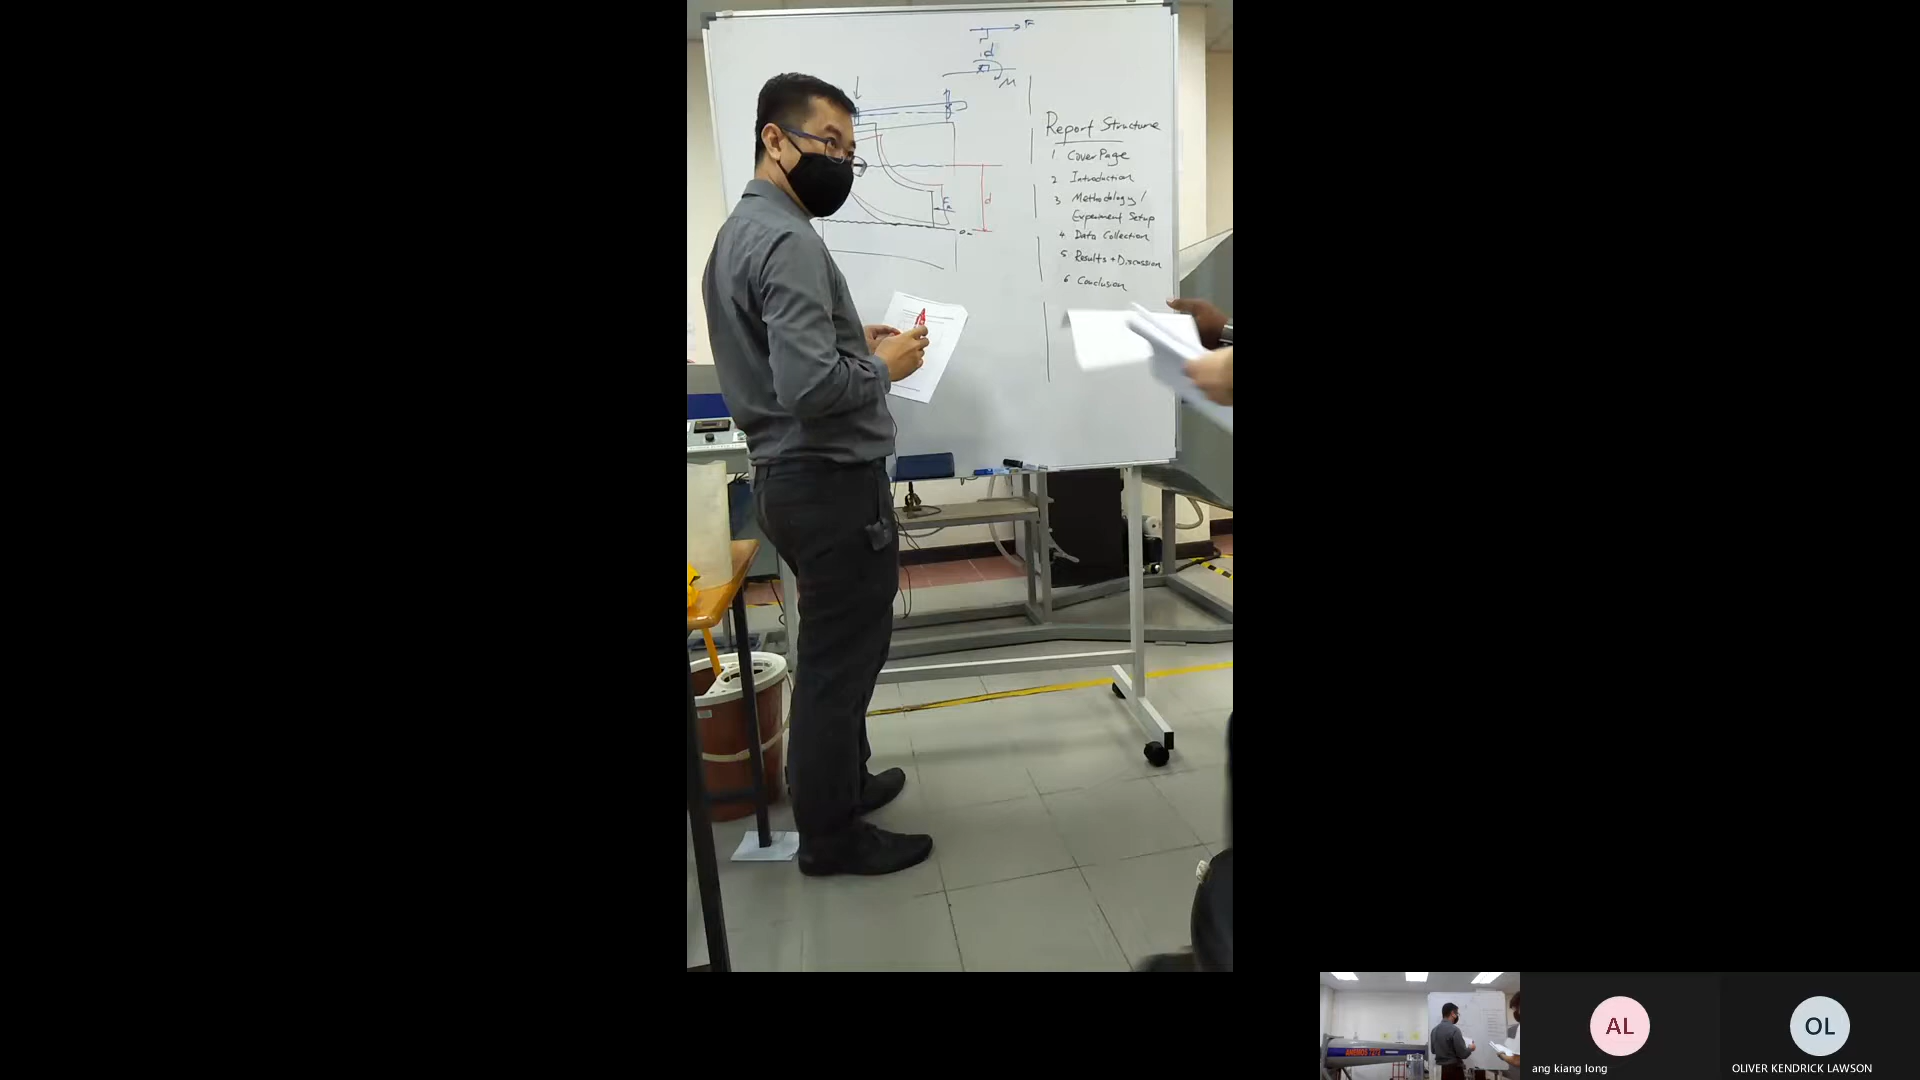 F
d
M
Report Structure
1 Cover Page
2 Introduction
3 Methodology /
Experiment Setup
4 Data Collection
5 Results + Discussion
6 Conclusion
d
AL
OL
ang kiang long
OLIVER KENDRICK LAWSON